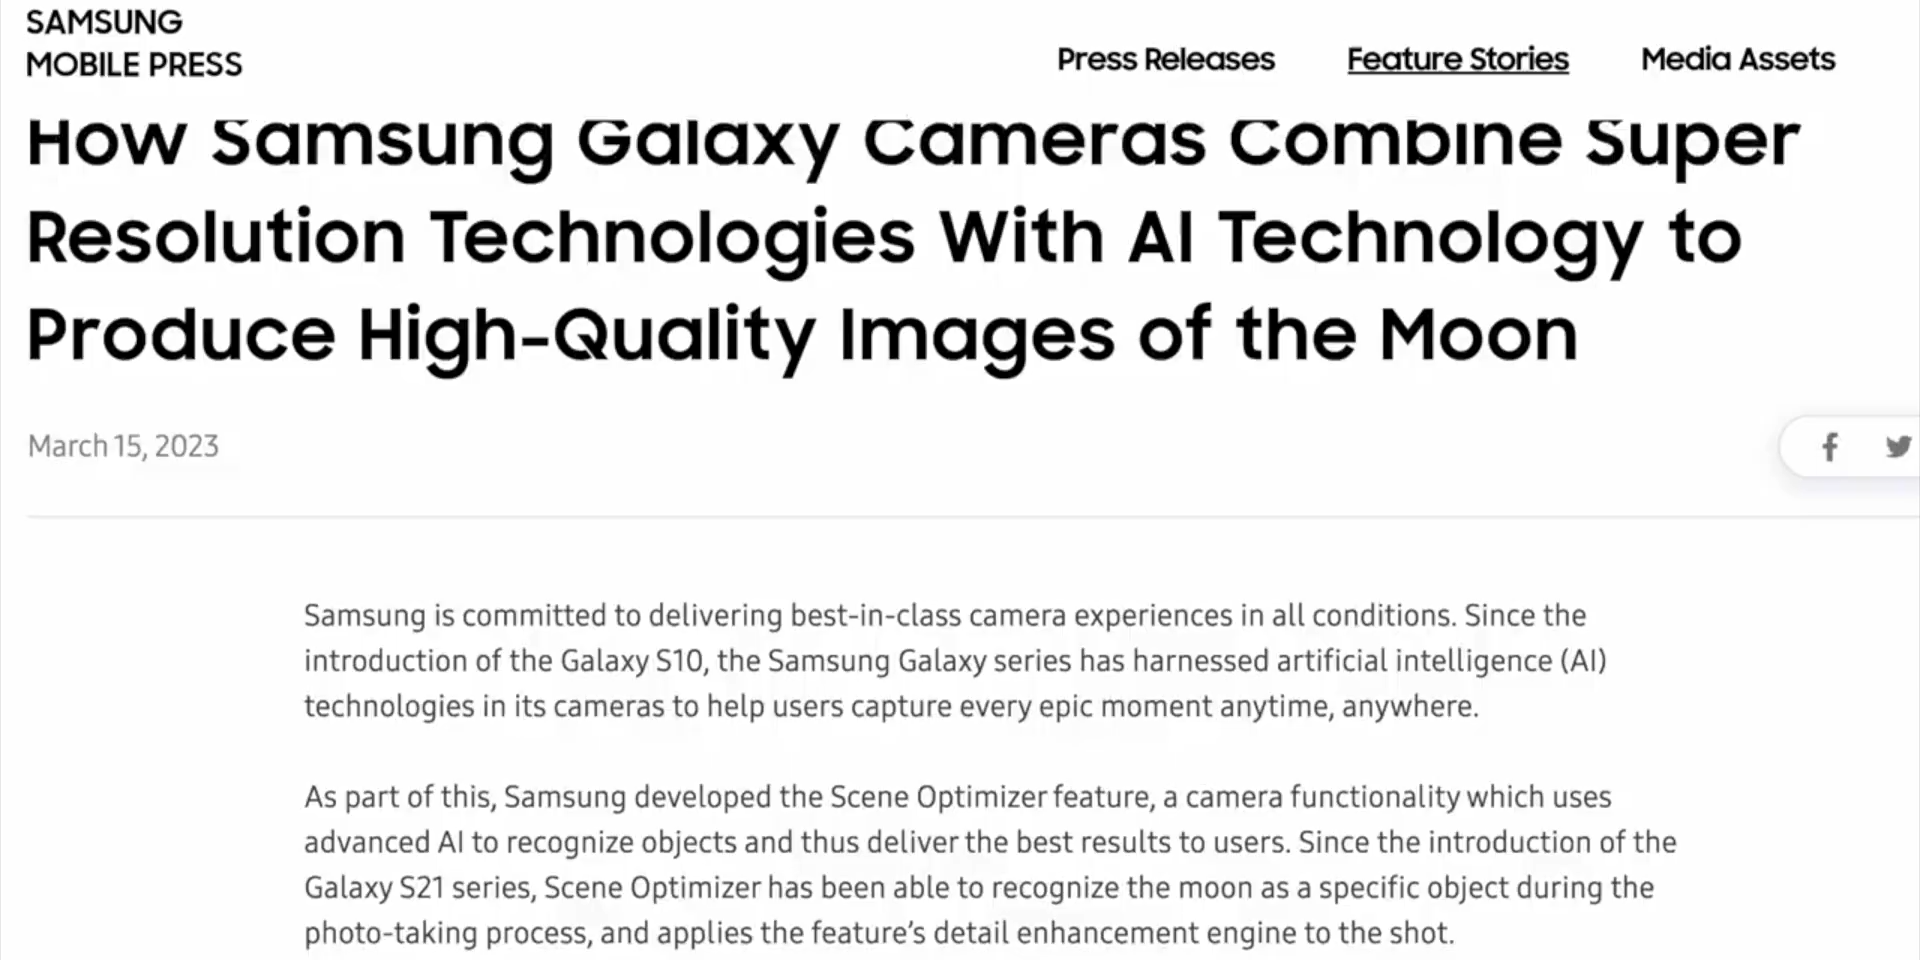 SAMSUNG
MOBILE PRESS
Press Releases
Feature Stories
Media Assets
How Samsung Galaxy Cameras Combine Super
Resolution Technologies With AI Technology to
Produce High-Quality Images of the Moon
March 15, 2023
Samsung is committed to delivering best-in-class camera experiences in all conditions. Since the
introduction of the Galaxy S10, the Samsung Galaxy series has harnessed artificial intelligence (AI)
technologies in its cameras to help users capture every epic moment anytime, anywhere.
As part of this, Samsung developed the Scene Optimizer feature, a camera functionality which uses
advanced AI to recognize objects and thus deliver the best results to users. Since the introduction of the
Galaxy S21 series, Scene Optimizer has been able to recognize the moon as a specific object during the
photo-taking process, and applies the feature’s detail enhancement engine to the shot.